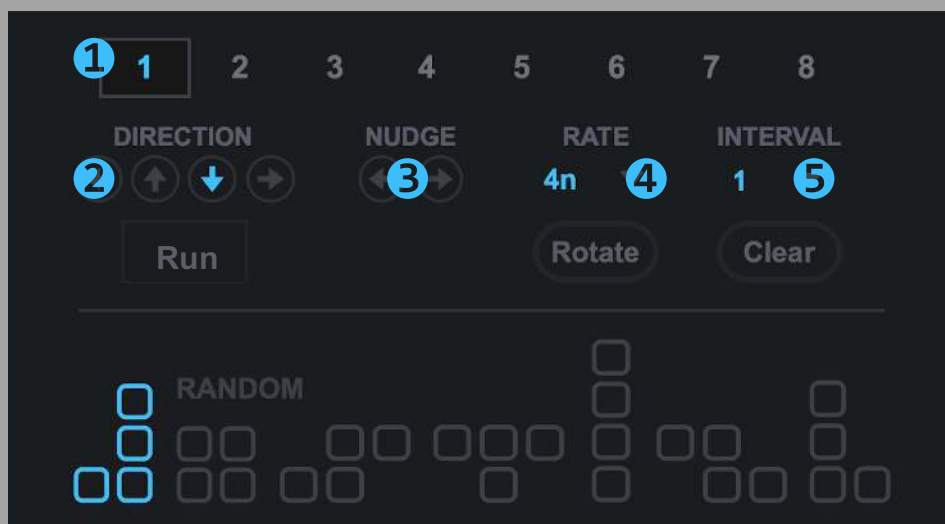 1 1 2 3 4 5 6 7 8
DIRECTION NUDGE RATE INTERVAL
2 3 4n 4 1 5
Run Rotate Clear
RANDOM